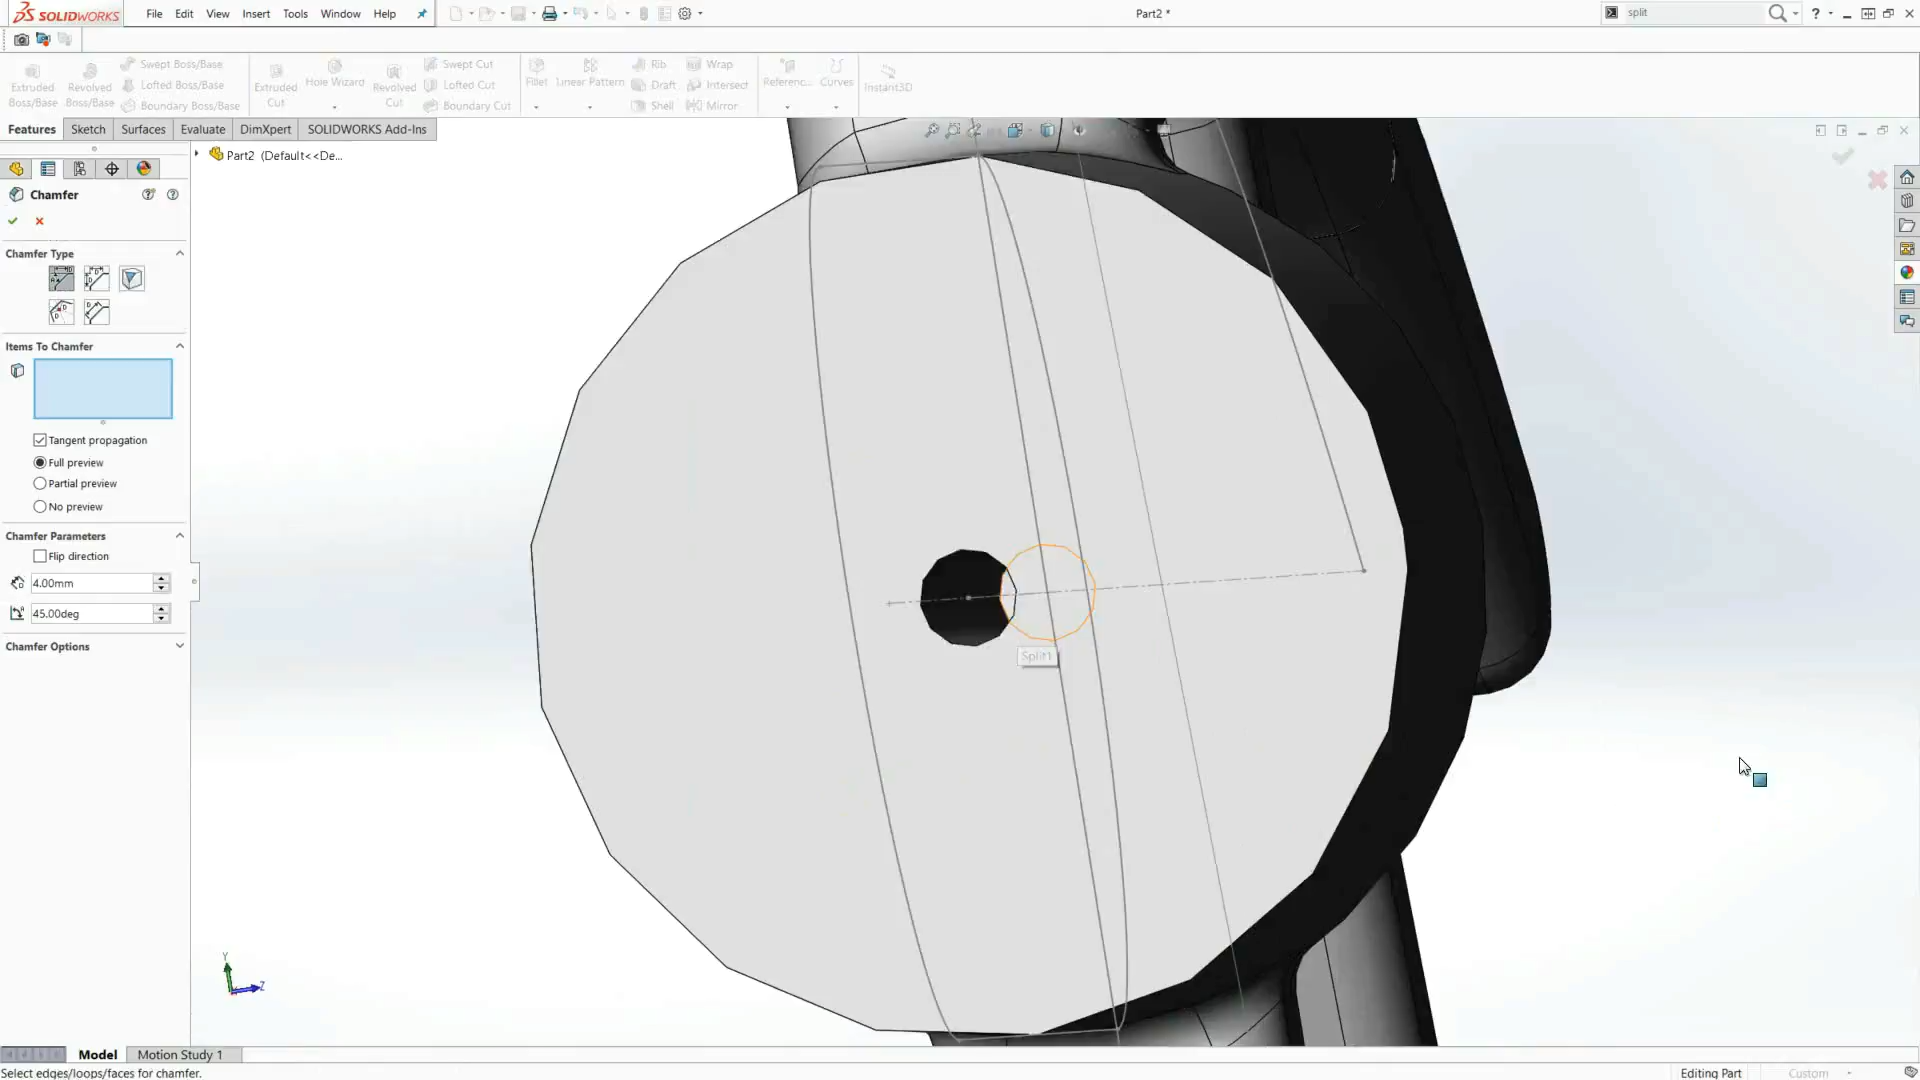 SOLIDWORKS File Edit View Insert Tools Window Help Part2 * split ?
Extruded Boss/Base Revolved Boss/Base Swept Boss/Base Lofted Boss/Base Boundary Boss/Base Extruded Cut Hole Wizard Revolved Cut Swept Cut Lofted Cut Boundary Cut Fillet Linear Pattern Rib Draft Shell Wrap Intersect Mirror Referenc... Curves Instant3D
Features Sketch Surfaces Evaluate DimXpert SOLIDWORKS Add-Ins
Part2 (Default<<De...
Chamfer
Chamfer Type
Items To Chamfer
Tangent propagation
Full preview
Partial preview
No preview
Chamfer Parameters
Flip direction
4.00mm
45.00deg
Chamfer Options
Split1
Y
Z
Model Motion Study 1
Select edges/loops/faces for chamfer. Editing Part Custom